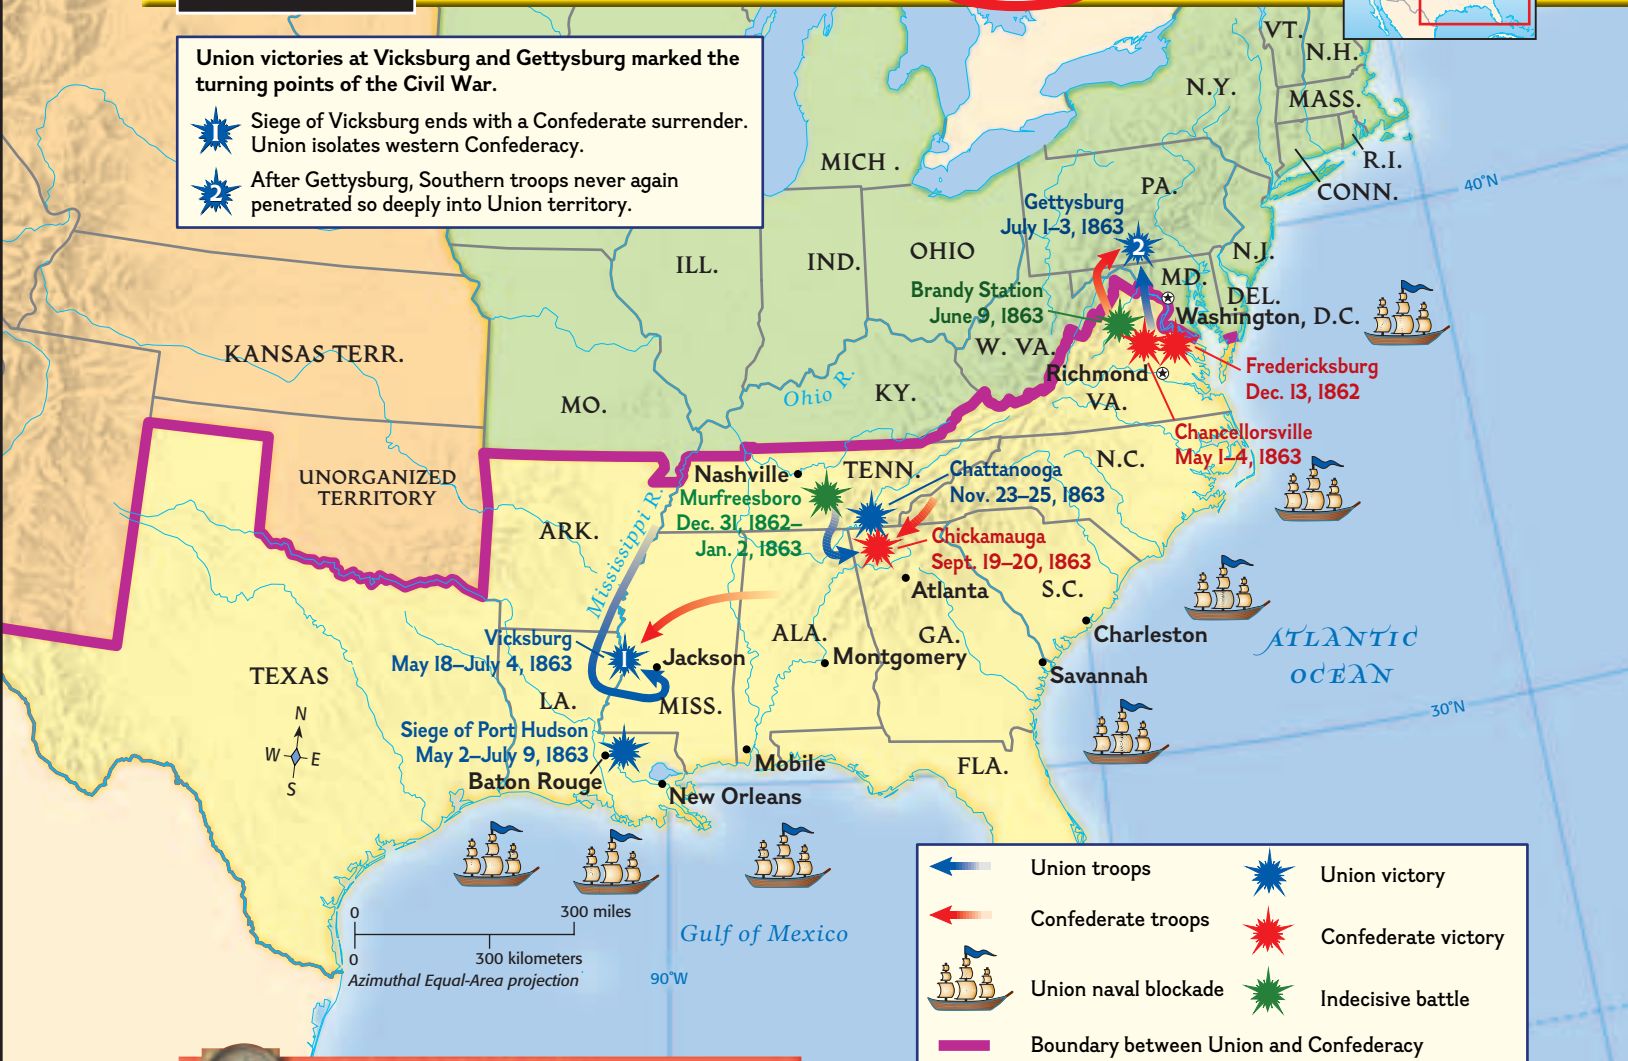 Union victories at Vicksburg and Gettysburg marked the
turning points of the Civil War.
1
Siege of Vicksburg ends with a Confederate surrender.
Union isolates western Confederacy.
2
After Gettysburg, Southern troops never again
penetrated so deeply into Union territory.
VT.
N.H.
N.Y.
MASS.
R.I.
CONN.
MICH.
PA.
40°N
Gettysburg
July 1–3, 1863
2
N.J.
ILL.
IND.
OHIO
MD.
DEL.
Brandy Station
June 9, 1863
Washington, D.C.
W. VA.
KANSAS TERR.
Richmond
VA.
Fredericksburg
Dec. 13, 1862
Ohio R.
KY.
MO.
Chancellorsville
May 1–4, 1863
UNORGANIZED
TERRITORY
Nashville
TENN.
N.C.
Chattanooga
Nov. 23–25, 1863
Murfreesboro
Dec. 31, 1862–
Jan. 2, 1863
Mississippi R.
ARK.
Chickamauga
Sept. 19–20, 1863
Atlanta
S.C.
Charleston
ATLANTIC
OCEAN
Vicksburg
May 18–July 4, 1863
1
Jackson
ALA.
GA.
Montgomery
Savannah
TEXAS
LA.
MISS.
30°N
N
W
E
S
Siege of Port Hudson
May 2–July 9, 1863
Baton Rouge
Mobile
FLA.
New Orleans
0
300 miles
0
300 kilometers
Azimuthal Equal-Area projection
Gulf of Mexico
90°W
Union troops
Union victory
Confederate troops
Confederate victory
Union naval blockade
Indecisive battle
Boundary between Union and Confederacy